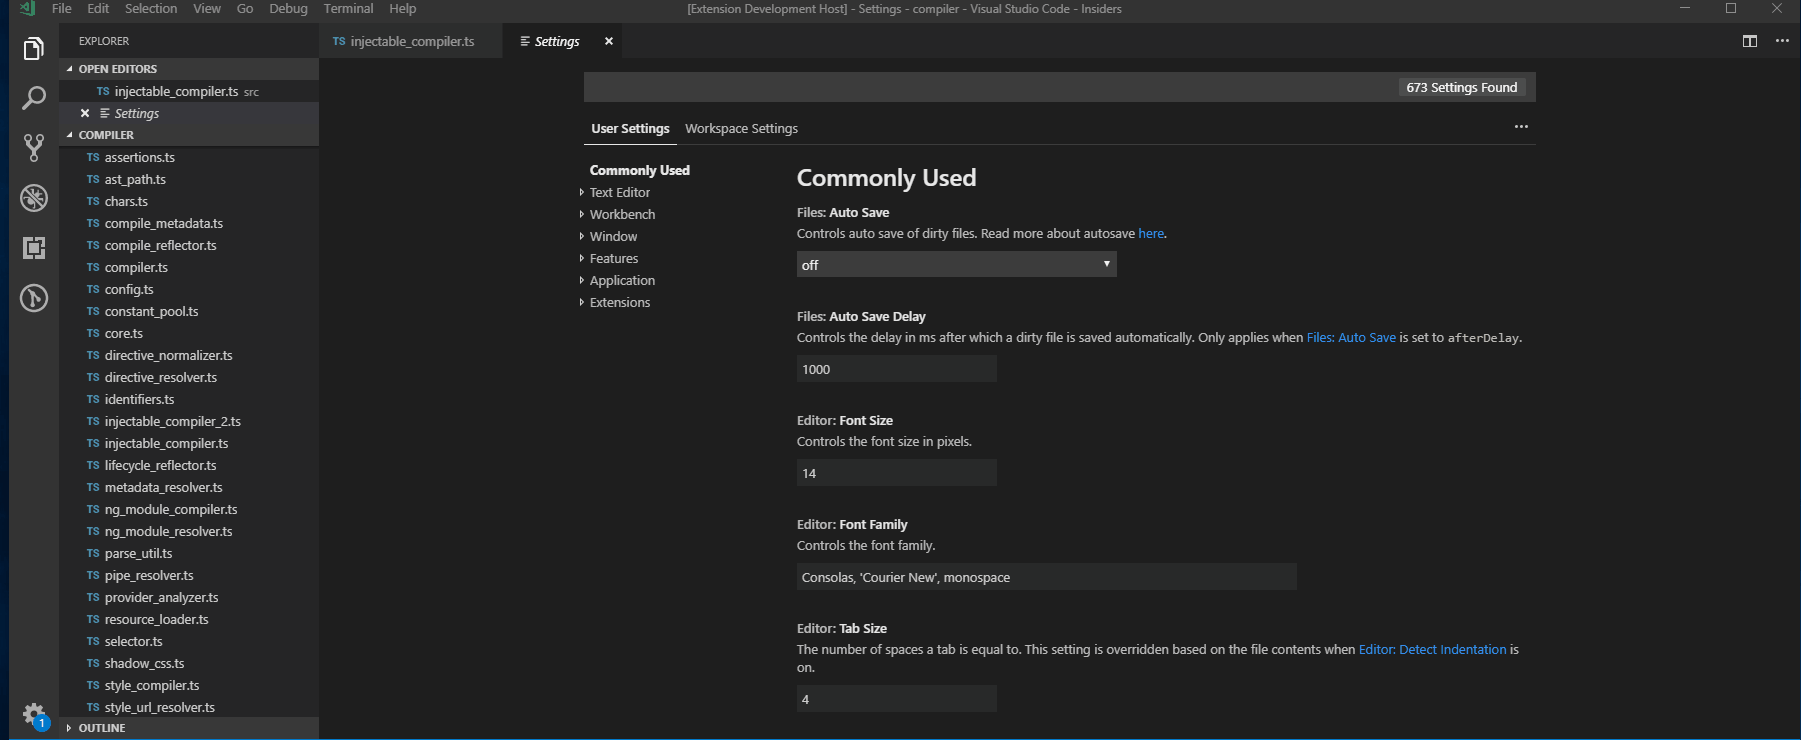 File Edit Selection View Go Debug Terminal Help
[Extension Development Host] - Settings - compiler - Visual Studio Code - Insiders
EXPLORER
OPEN EDITORS
TS injectable_compiler.ts src
Settings
COMPILER
TS assertions.ts
TS ast_path.ts
TS chars.ts
TS compile_metadata.ts
TS compile_reflector.ts
TS compiler.ts
TS config.ts
TS constant_pool.ts
TS core.ts
TS directive_normalizer.ts
TS directive_resolver.ts
TS identifiers.ts
TS injectable_compiler_2.ts
TS injectable_compiler.ts
TS lifecycle_reflector.ts
TS metadata_resolver.ts
TS ng_module_compiler.ts
TS ng_module_resolver.ts
TS parse_util.ts
TS pipe_resolver.ts
TS provider_analyzer.ts
TS resource_loader.ts
TS selector.ts
TS shadow_css.ts
TS style_compiler.ts
TS style_url_resolver.ts
OUTLINE
1
TS injectable_compiler.ts
Settings
673 Settings Found
User Settings Workspace Settings
Commonly Used
Text Editor
Workbench
Window
Features
Application
Extensions
Commonly Used
Files: Auto Save
Controls auto save of dirty files. Read more about autosave here.
off
Files: Auto Save Delay
Controls the delay in ms after which a dirty file is saved automatically. Only applies when Files: Auto Save is set to afterDelay.
1000
Editor: Font Size
Controls the font size in pixels.
14
Editor: Font Family
Controls the font family.
Consolas, 'Courier New', monospace
Editor: Tab Size
The number of spaces a tab is equal to. This setting is overridden based on the file contents when Editor: Detect Indentation is
on.
4